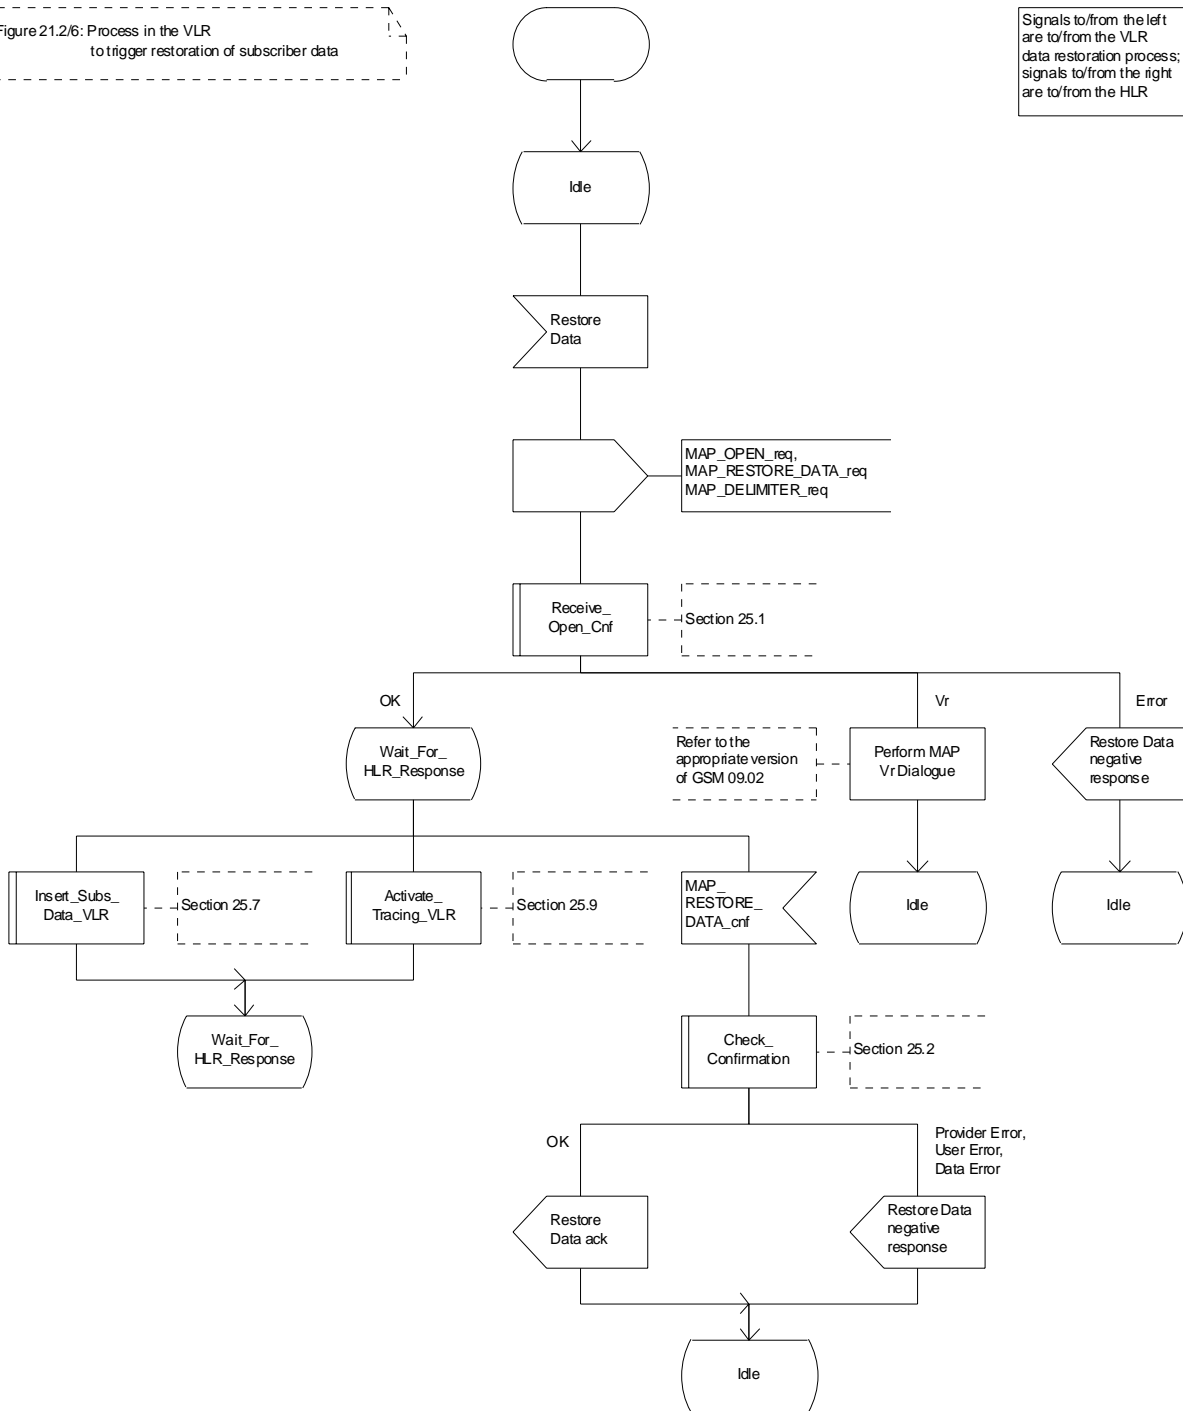 Figure 21.2/6: Process in the VLR
to trigger restoration of subscriber data
Signals to/from the left
are to/from the VLR
data restoration process;
signals to/from the right
are to/from the HLR
Idle
Restore
Data
MAP_OPEN_req,
MAP_RESTORE_DATA_req
MAP_DELIMITER_req
Receive_
Open_Cnf
Section 25.1
OK
Vr
Error
Wait_For_
HLR_Response
Refer to the
appropriate version
of GSM 09.02
Perform MAP
Vr Dialogue
Restore Data
negative
response
Insert_Subs_
Data_VLR
Section 25.7
Activate_
Tracing_VLR
Section 25.9
MAP_
RESTORE_
DATA_cnf
Idle
Idle
Wait_For_
HLR_Response
Check_
Confirmation
Section 25.2
OK
Provider Error,
User Error,
Data Error
Restore
Data ack
Restore Data
negative
response
Idle